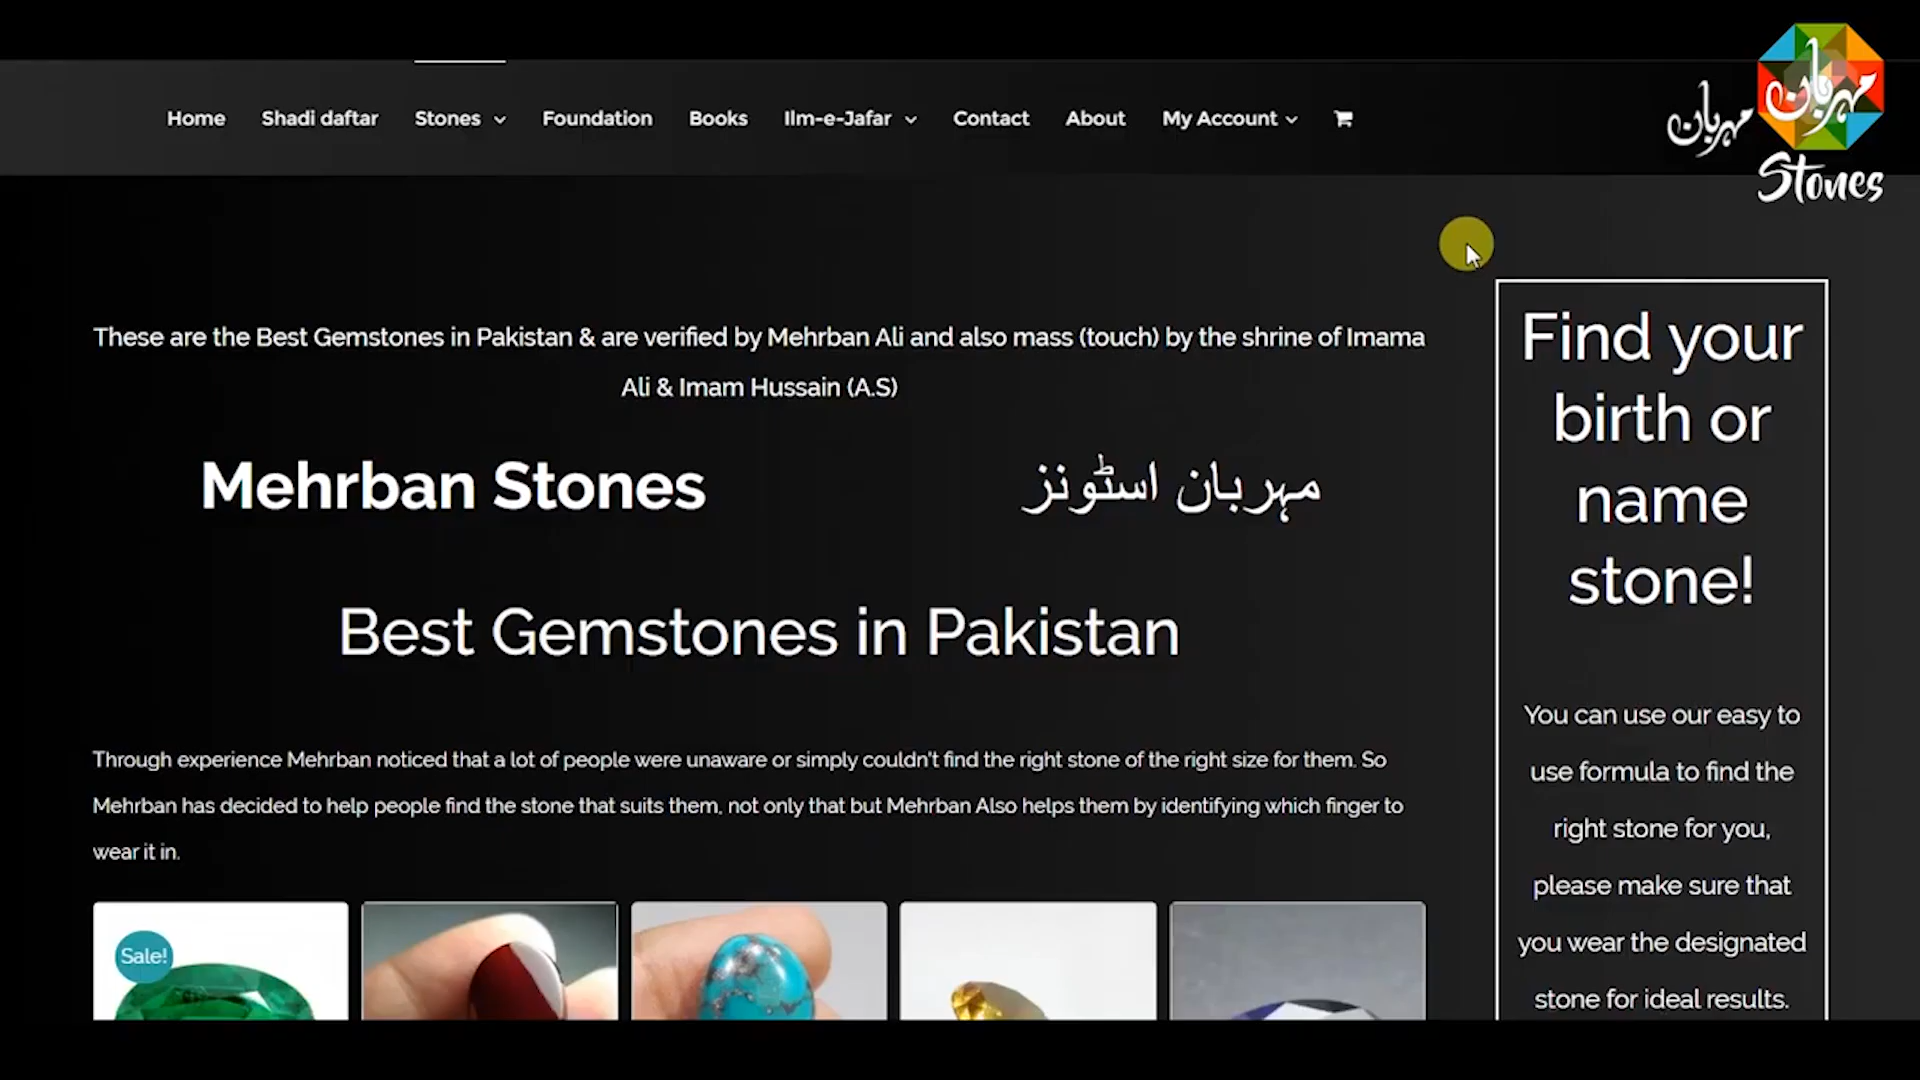 Home Shadi daftar Stones Foundation Books Ilm-e-Jafar Contact About My Account
مہربان
مہربان
Stones
These are the Best Gemstones in Pakistan & are verified by Mehrban Ali and also mass (touch) by the shrine of Imama
Ali & Imam Hussain (A.S)
Mehrban Stones
مہربان اسٹونز
Best Gemstones in Pakistan
Through experience Mehrban noticed that a lot of people were unaware or simply couldn't find the right stone of the right size for them. So
Mehrban has decided to help people find the stone that suits them, not only that but Mehrban Also helps them by identifying which finger to
wear it in.
Sale!
Find your
birth or
name
stone!
You can use our easy to
use formula to find the
right stone for you,
please make sure that
you wear the designated
stone for ideal results.